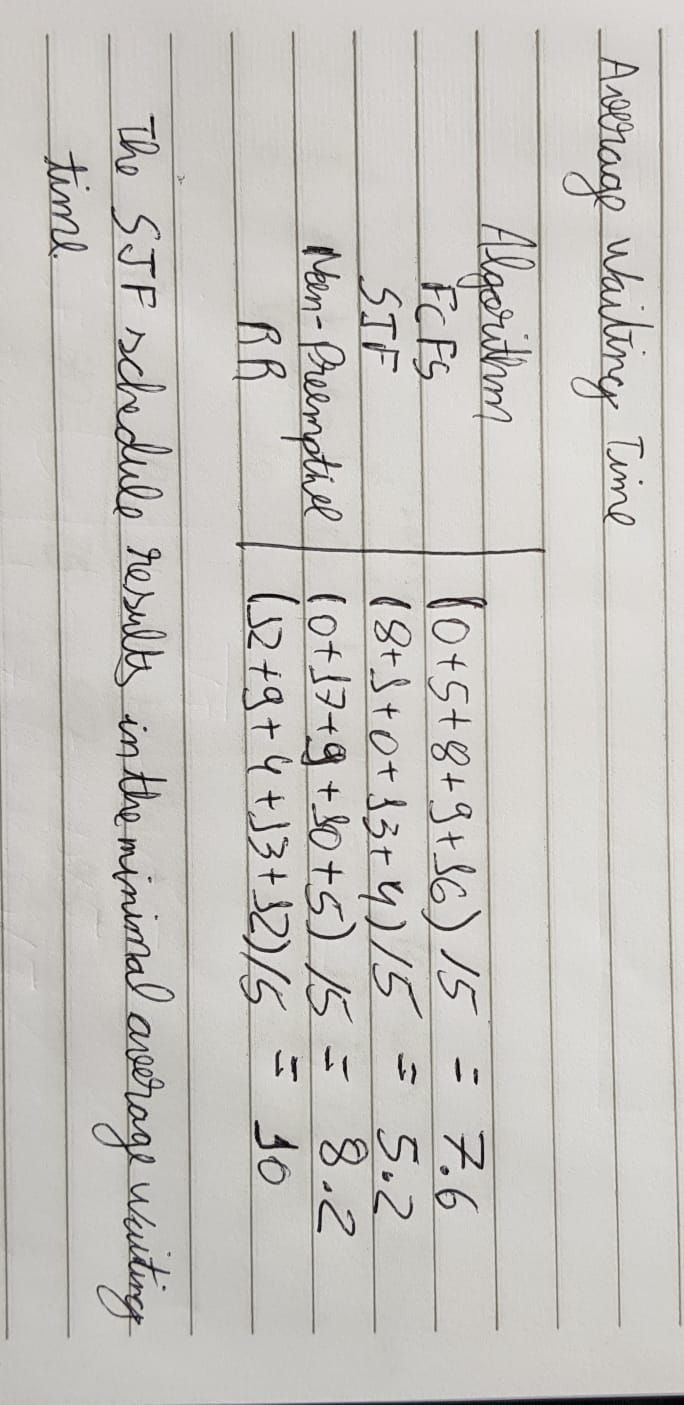 Average Waiting Time
Algorithm
FCFS (0+5+8+9+16) /5 = 7.6
SJF (8+1+0+13+4) /5 = 5.2
Non-Preemptive (0+17+9+10+5) /5 = 8.2
RR (12+9+4+13+12)/5 = 10
The SJF schedule results in the minimal average waiting
time.